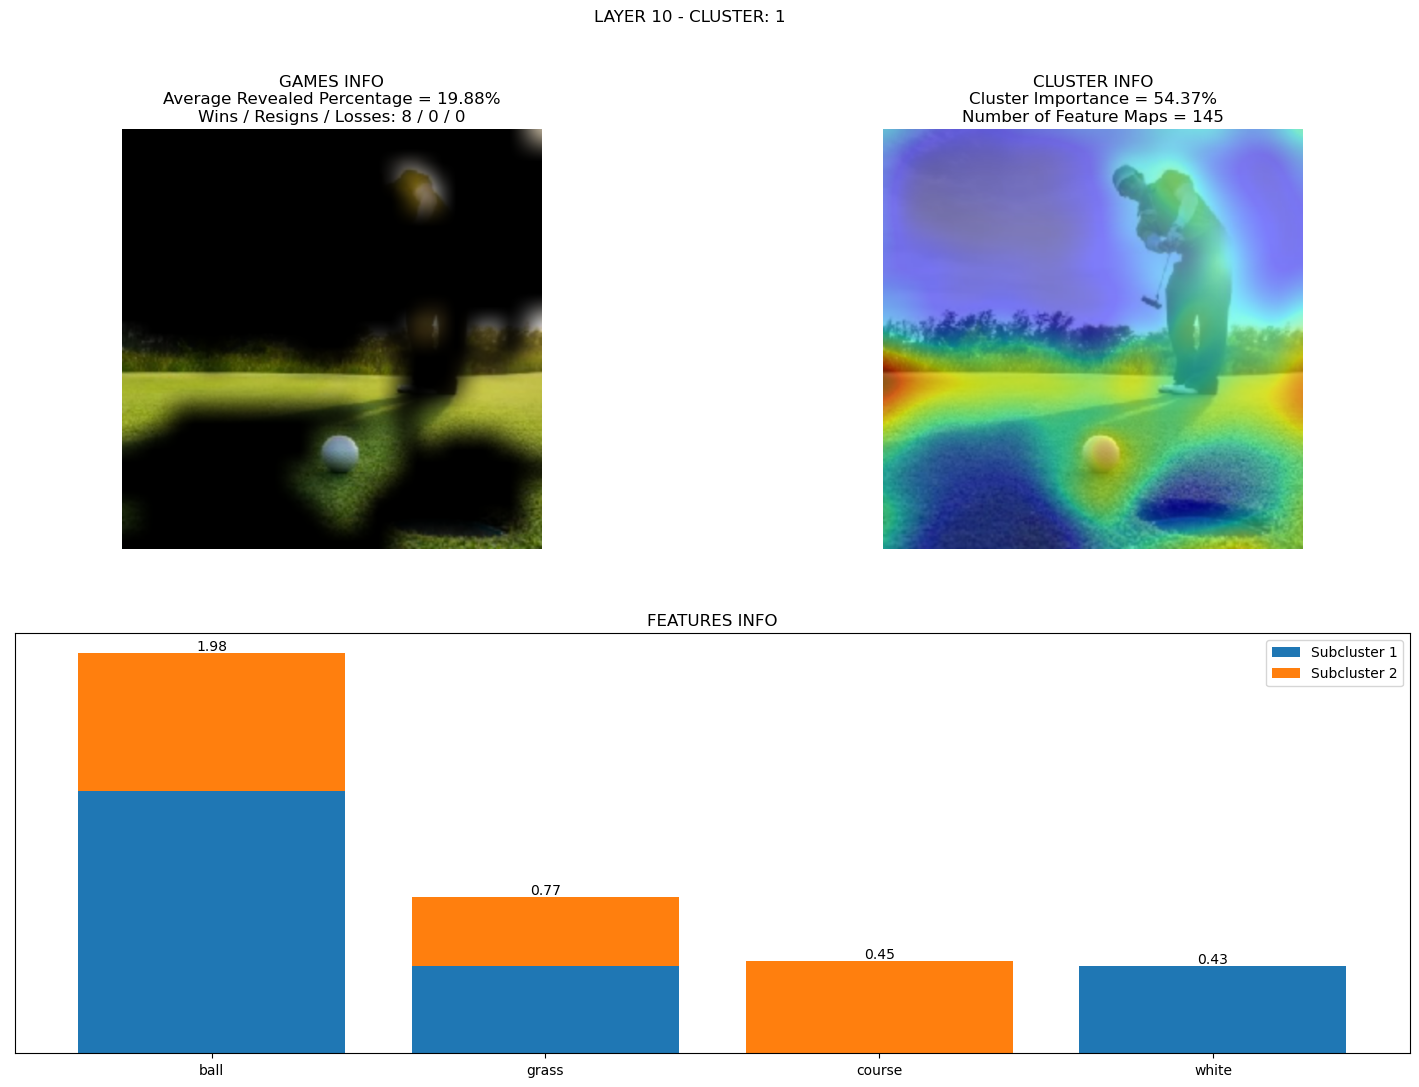 LAYER 10 - CLUSTER: 1
GAMES INFO
Average Revealed Percentage = 19.88%
Wins / Resigns / Losses: 8 / 0 / 0
CLUSTER INFO
Cluster Importance = 54.37%
Number of Feature Maps = 145
FEATURES INFO
1.98
0.77
0.45
0.43
Subcluster 1
Subcluster 2
ball
grass
course
white